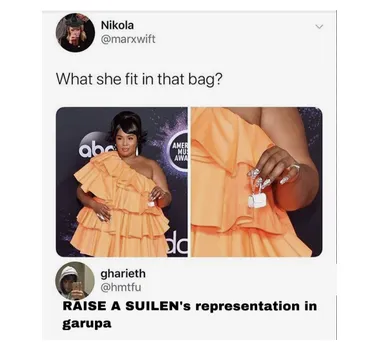 Nikola
@marxwift
What she fit in that bag?
abc
AMER
MUS
AWA
dc
gharieth
@hmtfu
RAISE A SUILEN's representation in
garupa